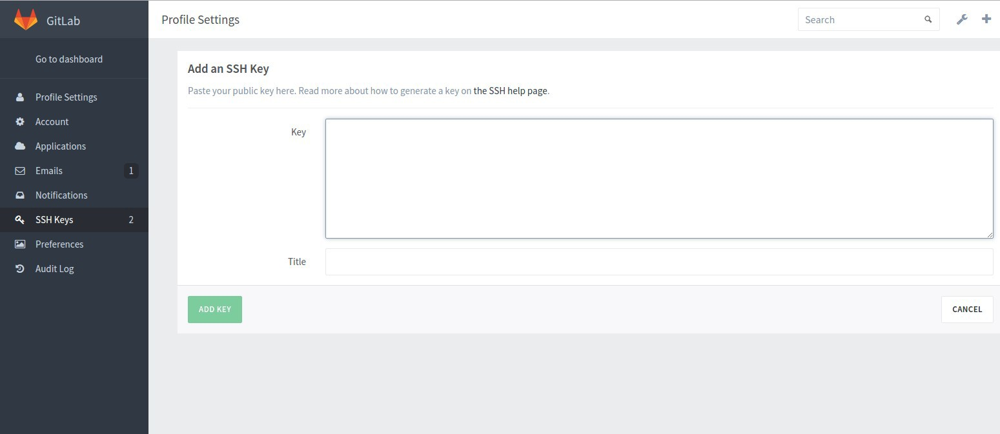 GitLab
Profile Settings
Search
Go to dashboard
Profile Settings
Account
Applications
Emails 1
Notifications
SSH Keys 2
Preferences
Audit Log
Add an SSH Key
Paste your public key here. Read more about how to generate a key on the SSH help page.
Key
Title
ADD KEY
CANCEL